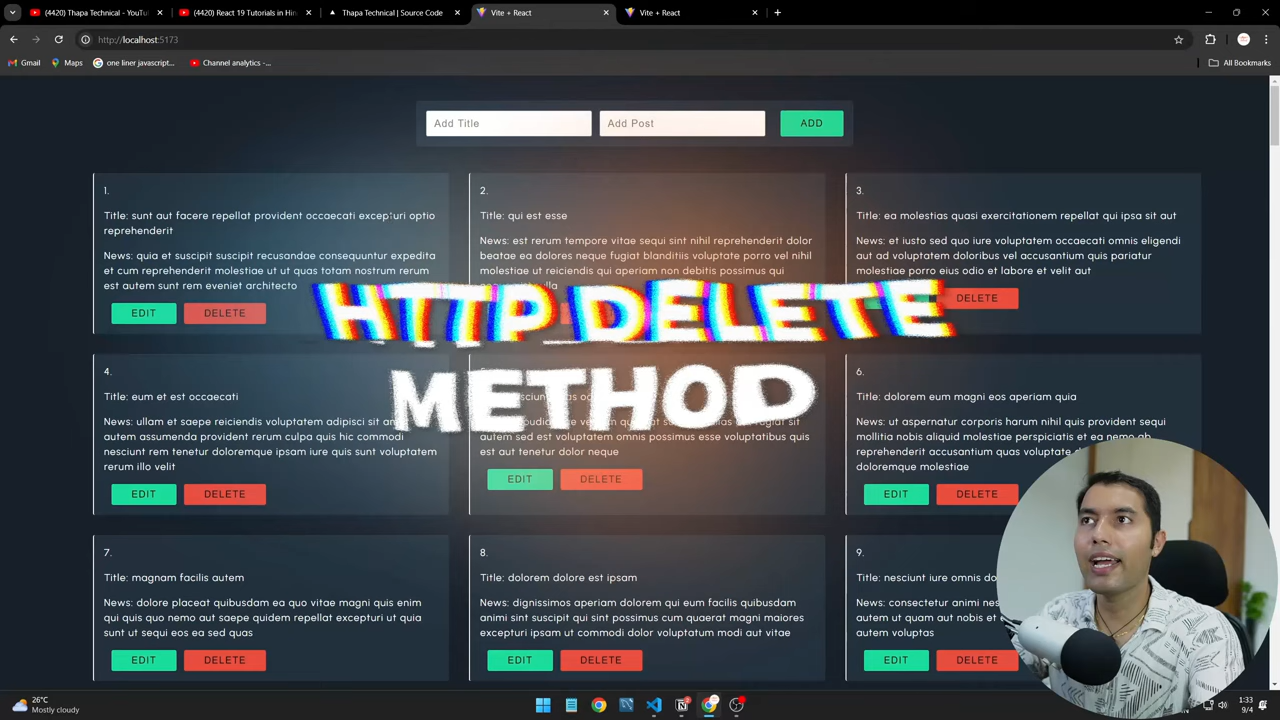 (4420) Thapa Technical - YouTu
(4420) React 19 Tutorials in Hin
Thapa Technical | Source Code
Vite + React
Vite + React
http://localhost:5173
Gmail
Maps
one liner javascript...
Channel analytics -...
All Bookmarks
Add Title
Add Post
ADD
1.
Title: sunt aut facere repellat provident occaecati excepturi optio
reprehenderit
News: quia et suscipit suscipit recusandae consequuntur expedita
et cum reprehenderit molestiae ut ut quas totam nostrum rerum
est autem sunt rem eveniet architecto
EDIT
DELETE
2.
Title: qui est esse
News: est rerum tempore vitae sequi sint nihil reprehenderit dolor
beatae ea dolores neque fugiat blanditiis voluptate porro vel nihil
molestiae ut reiciendis qui aperiam non debitis possimus qui
3.
Title: ea molestias quasi exercitationem repellat qui ipsa sit aut
News: et iusto sed quo iure voluptatem occaecati omnis eligendi
aut ad voluptatem doloribus vel accusantium quis pariatur
molestiae porro eius odio et labore et velit aut
DELETE
HTTP DELETE
METHOD
4.
Title: eum et est occaecati
News: ullam et saepe reiciendis voluptatem adipisci sit
autem assumenda provident rerum culpa quis hic commodi
nesciunt rem tenetur doloremque ipsam iure quis sunt voluptatem
rerum illo velit
EDIT
DELETE
autem sed est voluptatem omnis possimus esse voluptatibus quis
est aut tenetur dolor neque
EDIT
DELETE
6.
Title: dolorem eum magni eos aperiam quia
News: ut aspernatur corporis harum nihil quis provident sequi
mollitia nobis aliquid molestiae perspiciatis et ea nemo
reprehenderit accusantium quos
doloremque molestiae
EDIT
DELETE
7.
Title: magnam facilis autem
News: dolore placeat quibusdam ea quo vitae magni quis enim
qui quis quo nemo aut saepe quidem repellat excepturi ut quia
sunt ut sequi eos ea sed quas
EDIT
DELETE
8.
Title: dolorem dolore est ipsam
News: dignissimos aperiam dolorem qui eum facilis quibusdam
animi sint suscipit qui sint possimus cum quaerat magni maiores
excepturi ipsam ut commodi dolor voluptatum modi aut vitae
EDIT
DELETE
9.
Title: nesciunt iure omnis
News: consectetur animi
quasi id et eos tenetur aut quo
autem voluptas
EDIT
DELETE
26°C
Mostly cloudy
1:33
9/4